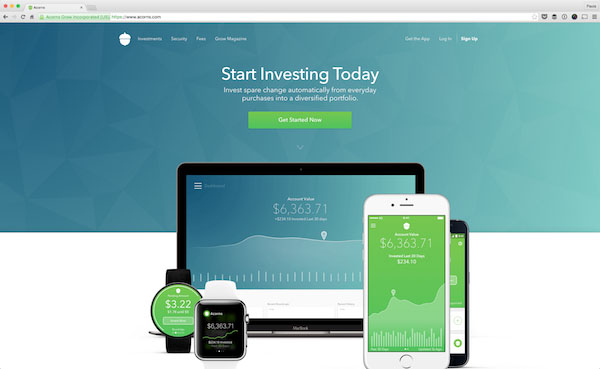 Acorns
Acorns Grow Incorporated [US] https://www.acorns.com
Investments Security Fees Grow Magazine Get the App Log In Sign Up
Start Investing Today
Invest spare change automatically from everyday
purchases into a diversified portfolio.
Get Started Now
Dashboard
Account Value
$6,363.71
+$234.10 Invested Last 30 days
MacBook
Account Value
$6,363.71
Invested Last 30 Days
$234.10
$3.22
Acorns
$6,363.71